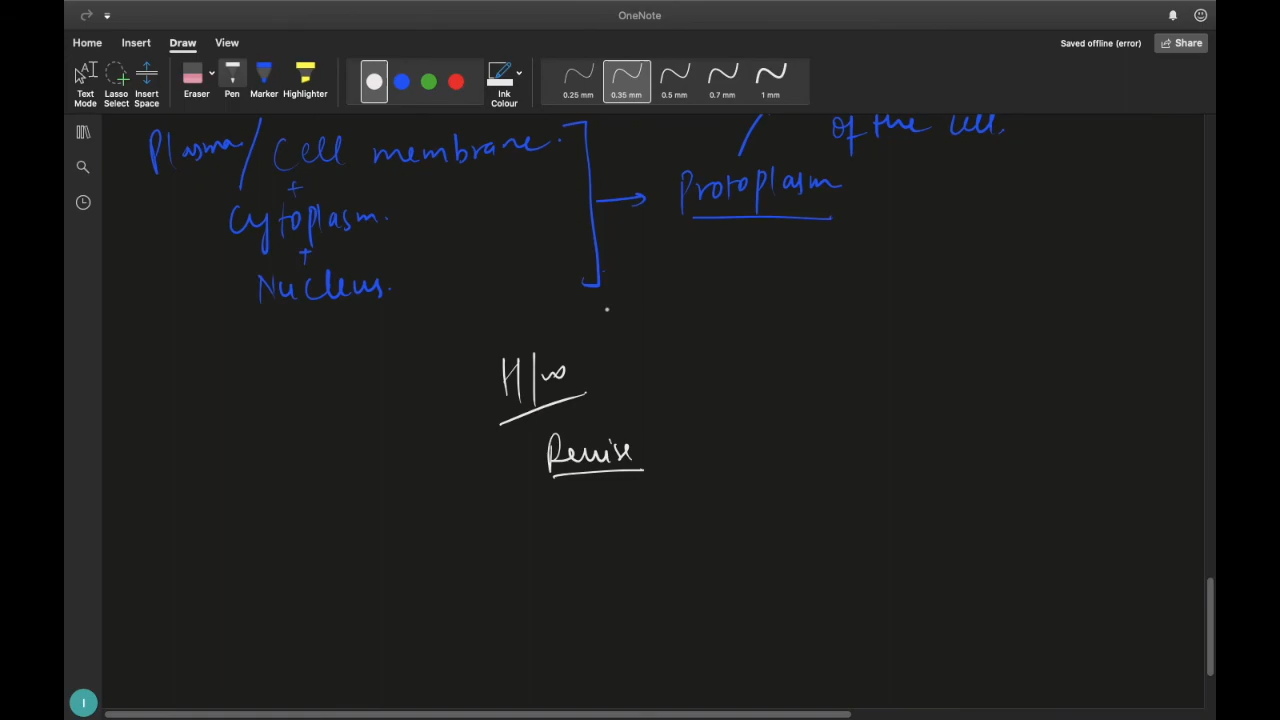 OneNote
Home Insert Draw View
Saved offline (error) Share
Text Mode
Lasso Select
Insert Space
Eraser
Pen
Marker
Highlighter
Ink Colour
0.25 mm 0.35 mm 0.5 mm 0.7 mm 1 mm
of the Cell.
Plasma/ Cell membrane.
+
Cytoplasm.
+
Nucleus.
→ Protoplasm
H/w
Revise
I